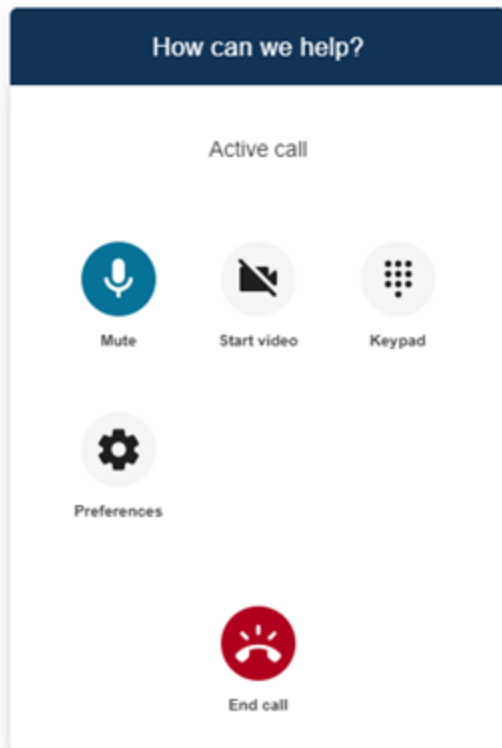 How can we help?
Active call
Mute Start video Keypad
Preferences
End call